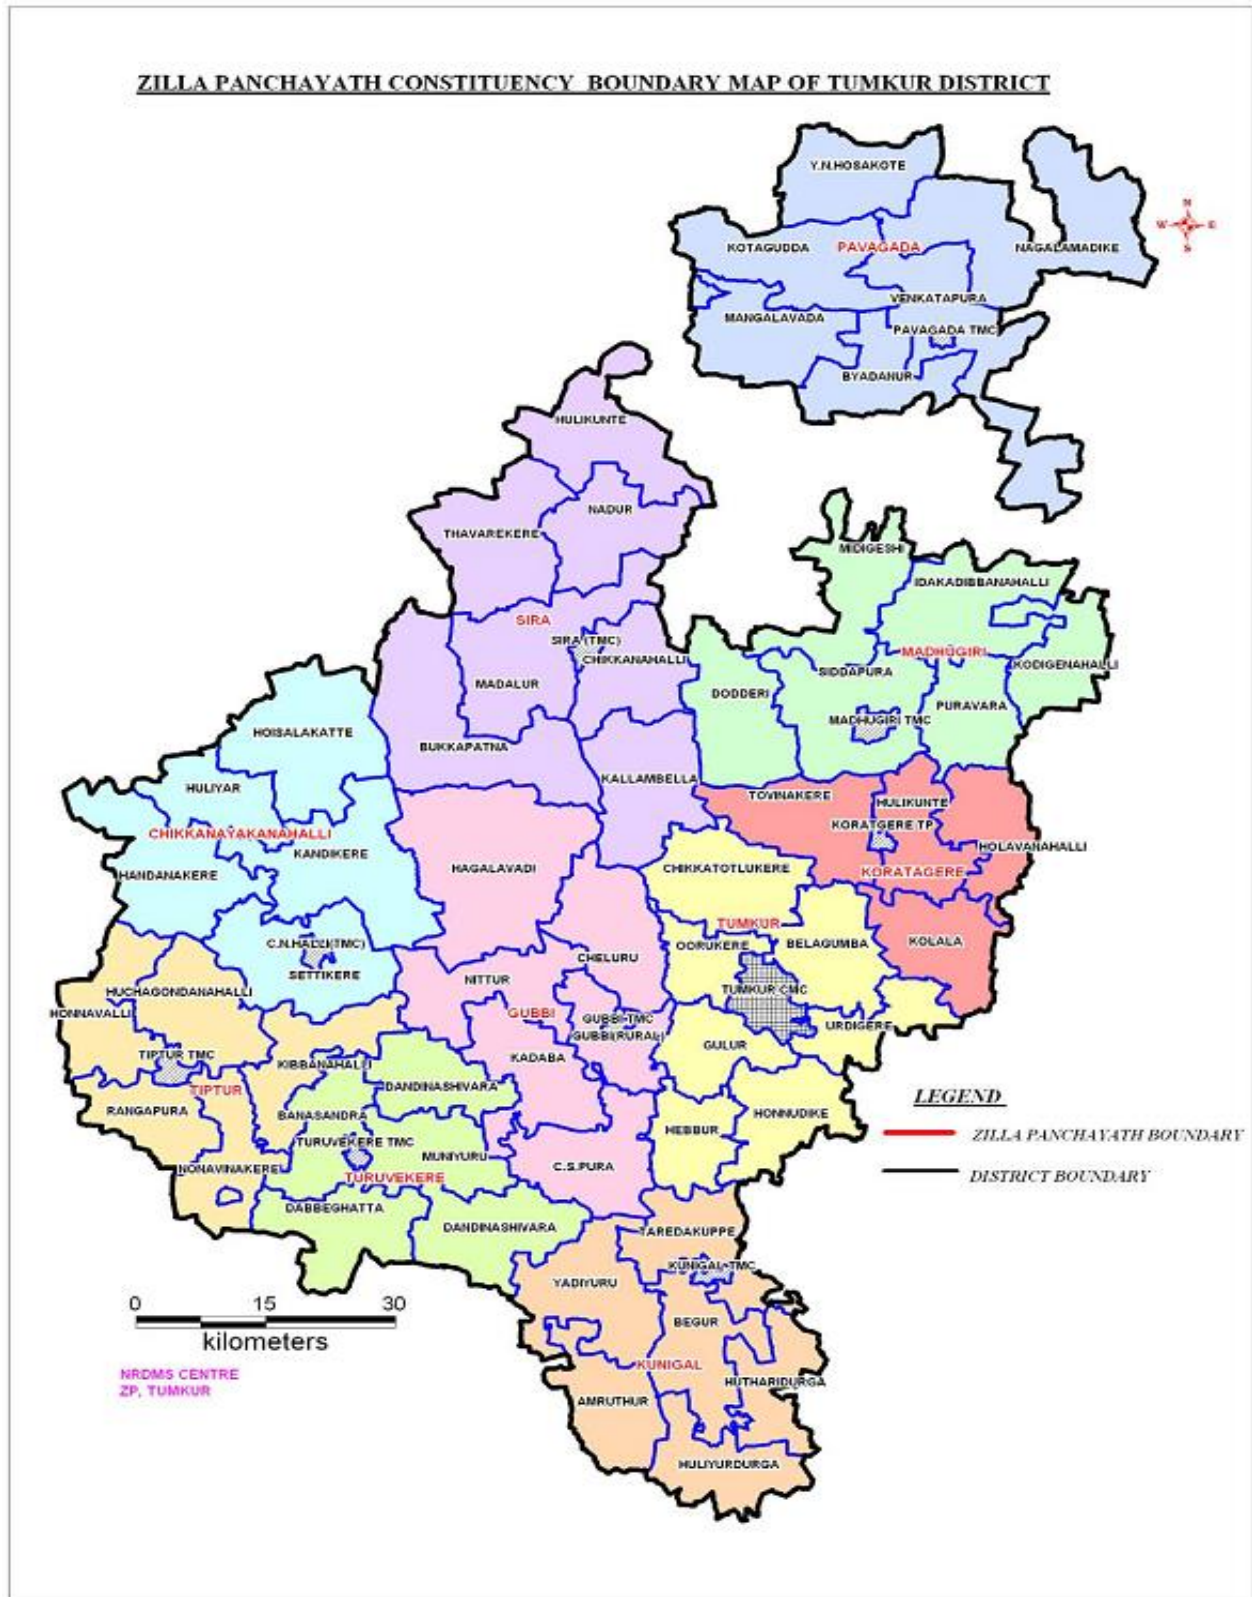 ZILLA PANCHAYATH CONSTITUENCY BOUNDARY MAP OF TUMKUR DISTRICT
Y.N.HOSAKOTE
N
W E
S
KOTAGUDDA
PAVAGADA
NAGALAMADIKE
VENKATAPURA
MANGALAVADA
PAVAGADA TMC
BYADANUR
HULIKUNTE
NADUR
THAVAREKERE
MIDIGESHI
IDAKADIBBANAHALLI
SIRA
SIRA (TMC)
CHIKKANAHALLI
MADHUGIRI
KODIGENAHALLI
SIDDAPURA
MADALUR
DODDERI
PURAVARA
MADHUGIRI TMC
HOISALAKATTE
BUKKAPATNA
KALLAMBELLA
HULIYAR
TOVINAKERE
HULIKUNTE
KORATGERE TP
CHIKKANAYAKANAHALLI
KANDIKERE
HOLAVANAHALLI
HANDANAKERE
HAGALAVADI
CHIKKATOTLUKERE
KORATAGERE
TUMKUR
C.N.HALLI(TMC)
OORUKERE
BELAGUMBA
KOLALA
SETTIKERE
CHELURU
NITTUR
HUCHAGONDANAHALLI
TUMKUR CMC
HONNAVALLI
GUBBI
GUBBI TMC
GUBBI(RURAL)
URDIGERE
TIPTUR TMC
KIBBANAHALLI
KADABA
GULUR
TIPTUR
DANDINASHIVARA
LEGEND
RANGAPURA
BANASANDRA
HONNUDIKE
HEBBUR
ZILLA PANCHAYATH BOUNDARY
TURUVEKERE TMC
MUNIYURU
NONAVINAKERE
TURUVEKERE
C.S.PURA
DISTRICT BOUNDARY
DABBEGHATTA
DANDINASHIVARA
TAREDAKUPPE
KUNIGAL TMC
YADIYURU
0 15 30
kilometers
BEGUR
KUNIGAL
NRDMS CENTRE
ZP, TUMKUR
HUTHARIDURGA
AMRUTHUR
HULIYURDURGA